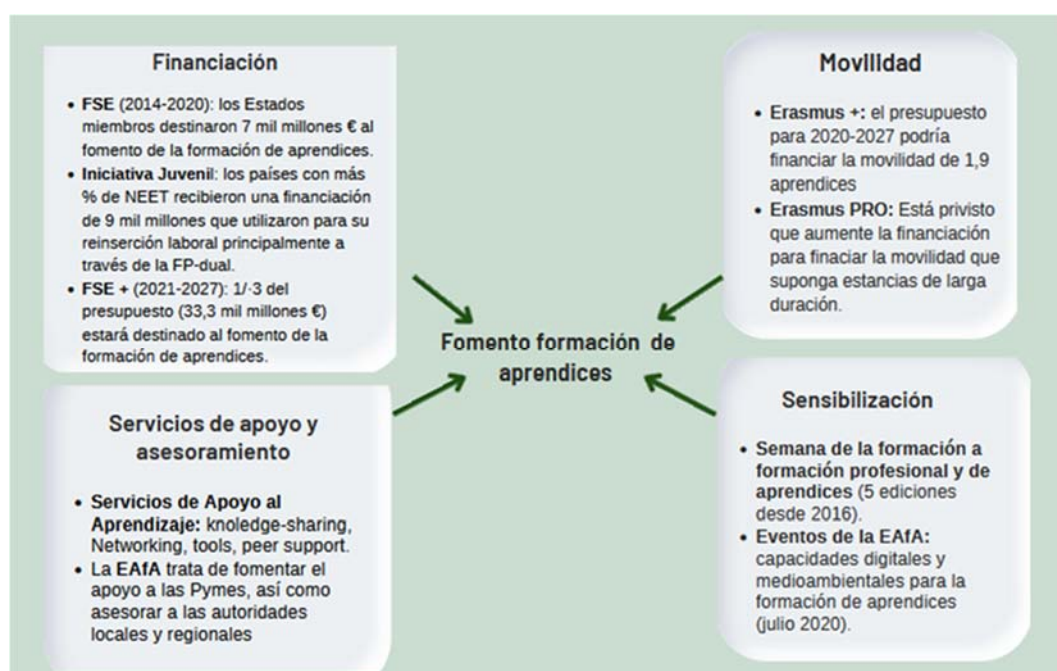 Financiación
• FSE (2014-2020): los Estados
miembros destinaron 7 mil millones € al
fomento de la formación de aprendices.
• Iniciativa Juvenil: los países con más
% de NEET recibieron una financiación
de 9 mil millones que utilizaron para su
reinserción laboral principalmente a
través de la FP-dual.
• FSE + (2021-2027): 1/·3 del
presupuesto (33,3 mil millones €)
estará destinado al fomento de la
formación de aprendices.
Movilidad
• Erasmus +: el presupuesto
para 2020-2027 podría
financiar la movilidad de 1,9
aprendices
• Erasmus PRO: Está privisto
que aumente la financiación
para finaciar la movilidad que
suponga estancias de larga
duración.
Fomento formación de
aprendices
Servicios de apoyo y
asesoramiento
• Servicios de Apoyo al
Aprendizaje: knoledge-sharing,
Networking, tools, peer support.
• La EAfA trata de fomentar el
apoyo a las Pymes, así como
asesorar a las autoridades
locales y regionales
Sensibilización
• Semana de la formación a
formación profesional y de
aprendices (5 ediciones
desde 2016).
• Eventos de la EAfA:
capacidades digitales y
medioambientales para la
formación de aprendices
(julio 2020).